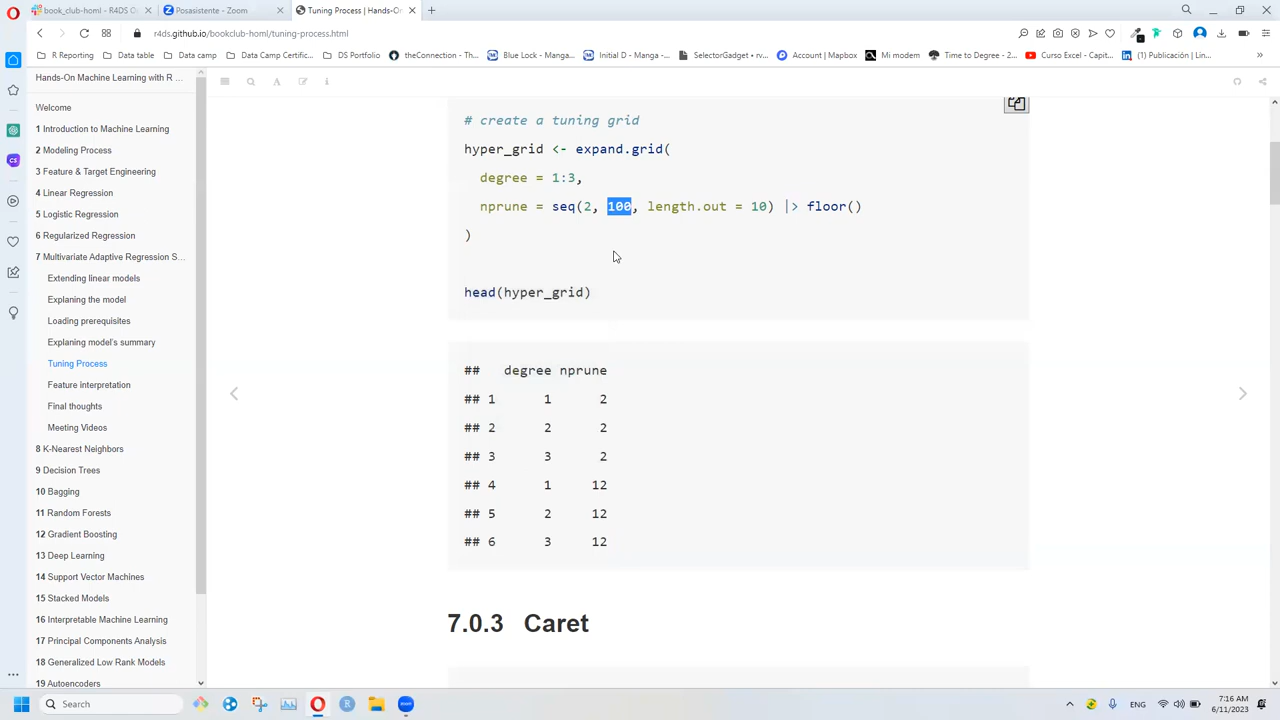 book_club-homl - R4DS O...
Posasistente - Zoom
Tuning Process | Hands-On
r4ds.github.io/bookclub-homl/tuning-process.html
R Reporting
Data table
Data camp
Data Camp Certific...
DS Portfolio
theConnection - Th...
Blue Lock - Manga -...
Initial D - Manga -...
SelectorGadget • rv...
Account | Mapbox
Mi modem
Time to Degree - 2...
Curso Excel - Capit...
(1) Publicación | Lin...
Hands-On Machine Learning with R ...
Welcome
1 Introduction to Machine Learning
2 Modeling Process
3 Feature & Target Engineering
4 Linear Regression
5 Logistic Regression
6 Regularized Regression
7 Multivariate Adaptive Regression S...
Extending linear models
Explaning the model
Loading prerequisites
Explaning model's summary
Tuning Process
Feature interpretation
Final thoughts
Meeting Videos
8 K-Nearest Neighbors
9 Decision Trees
10 Bagging
11 Random Forests
12 Gradient Boosting
13 Deep Learning
14 Support Vector Machines
15 Stacked Models
16 Interpretable Machine Learning
17 Principal Components Analysis
18 Generalized Low Rank Models
19 Autoencoders
# create a tuning grid
hyper_grid <- expand.grid(
degree = 1:3,
nprune = seq(2, 100, length.out = 10) |> floor()
)
head(hyper_grid)
## degree nprune
## 1 1 2
## 2 2 2
## 3 3 2
## 4 1 12
## 5 2 12
## 6 3 12
7.0.3 Caret
Search
ENG
7:16 AM
6/11/2023